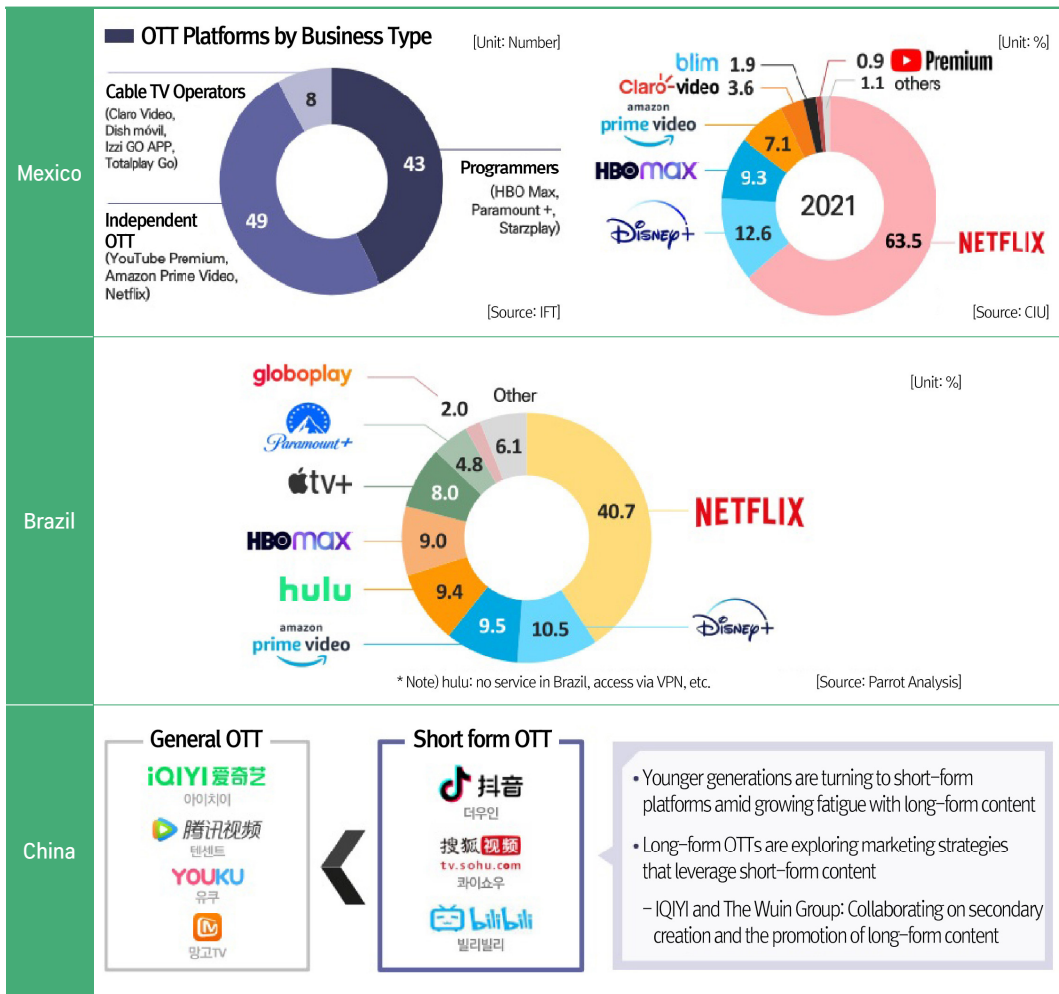 Mexico
OTT Platforms by Business Type
[Unit: Number]
Cable TV Operators
(Claro Video,
Dish móvil,
Izzi GO APP,
Totalplay Go)
8
43
Programmers
(HBO Max,
Paramount +,
Starzplay)
Independent
OTT
(YouTube Premium,
Amazon Prime Video,
Netflix)
49
[Source: IFT]
[Unit: %]
blim 1.9
0.9 Premium
Claro-video 3.6
1.1 others
amazon
prime video
7.1
HBOmax
9.3
2021
Disney+
12.6
63.5
NETFLIX
[Source: CIU]
Brazil
[Unit: %]
globoplay
2.0
Other
6.1
Paramount+
4.8
tv+
8.0
40.7
NETFLIX
HBOmax
9.0
hulu
9.4
amazon
prime video
9.5
10.5
Disney+
* Note) hulu: no service in Brazil, access via VPN, etc.
[Source: Parrot Analysis]
China
General OTT
iQIYI 爱奇艺
아이치이
腾讯视频
텐센트
YOUKU
유쿠
망고TV
Short form OTT
抖音
더우인
搜狐视频
tv.sohu.com
콰이쇼우
bilibili
빌리빌리
• Younger generations are turning to short-form
platforms amid growing fatigue with long-form content
• Long-form OTTs are exploring marketing strategies
that leverage short-form content
- IQIYI and The Wuin Group: Collaborating on secondary
creation and the promotion of long-form content